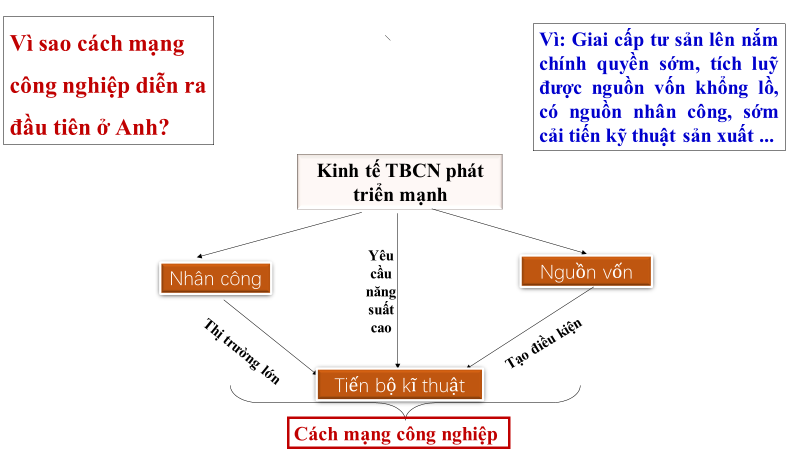 Vì sao cách mạng
công nghiệp diễn ra
đầu tiên ở Anh?
Vì: Giai cấp tư sản lên nắm
chính quyền sớm, tích luỹ
được nguồn vốn khổng lồ,
có nguồn nhân công, sớm
cải tiến kỹ thuật sản xuất ...
Kinh tế TBCN phát
triển mạnh
Nhân công
Yêu
cầu
năng
suất
cao
Nguồn vốn
Thị trường lớn
Tạo điều kiện
Tiến bộ kĩ thuật
Cách mạng công nghiệp